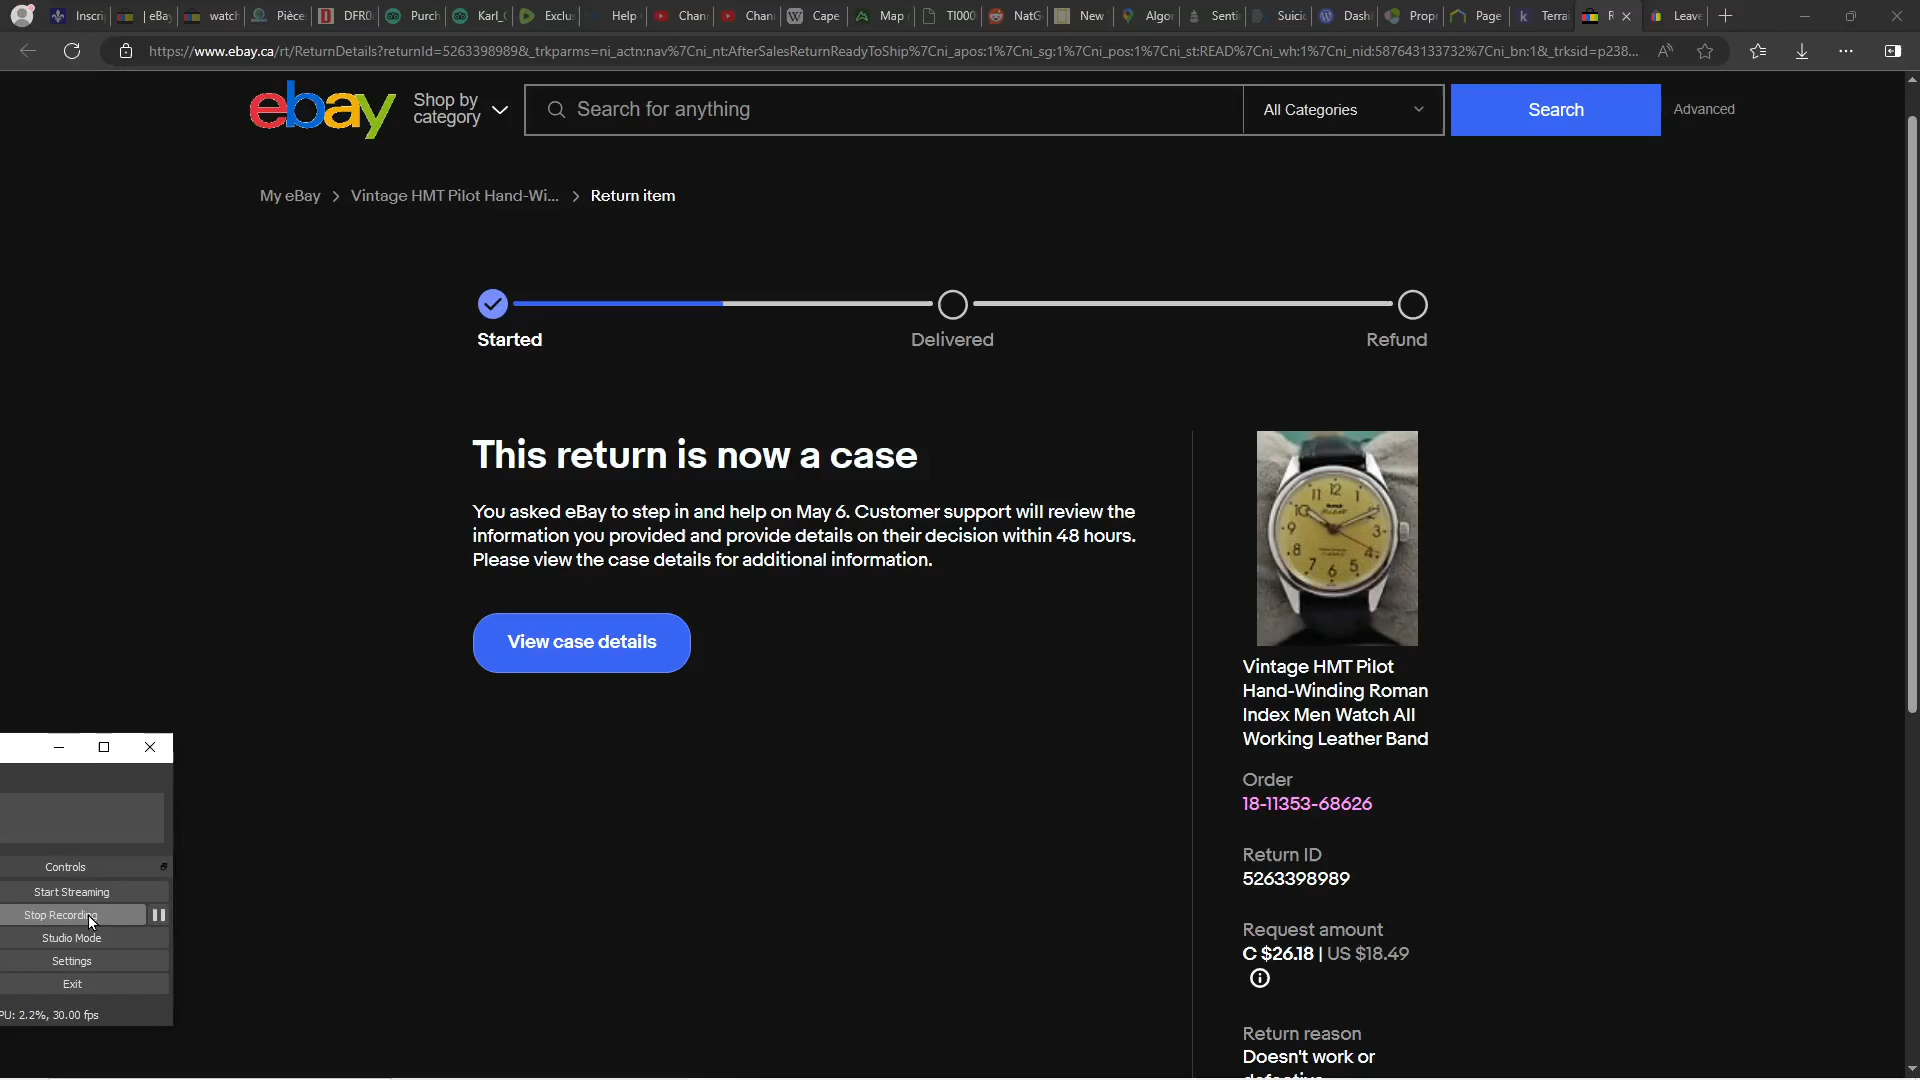 Inscri
eBay
watch
Pièce
DFR0
Purch
Karl_
Exclus
Help
Chan
Chan
Cape
Map
TI000
NatG
New
Algor
Senti
Suici
Dash
Propr
Page
Terra
Leav
https://www.ebay.ca/rt/ReturnDetails?returnId=5263398989&_trkparms=ni_actn:nav%7Cni_nt:AfterSalesReturnReadyToShip%7Cni_apos:1%7Cni_sg:1%7Cni_pos:1%7Cni_st:READ%7Cni_wh:1%7Cni_nid:587643133732%7Cni_bn:1&_trksid=p238...
ebay
Shop by
category
Search for anything
All Categories
Search
Advanced
My eBay > Vintage HMT Pilot Hand-Wi... > Return item
Started
Delivered
Refund
This return is now a case
You asked eBay to step in and help on May 6. Customer support will review the
information you provided and provide details on their decision within 48 hours.
Please view the case details for additional information.
View case details
Vintage HMT Pilot
Hand-Winding Roman
Index Men Watch All
Working Leather Band
Order
18-11353-68626
Return ID
5263398989
Request amount
C $26.18 | US $18.49
Return reason
Doesn't work or
defective
Controls
Start Streaming
Stop Recording
Studio Mode
Settings
Exit
PU: 2.2%, 30.00 fps